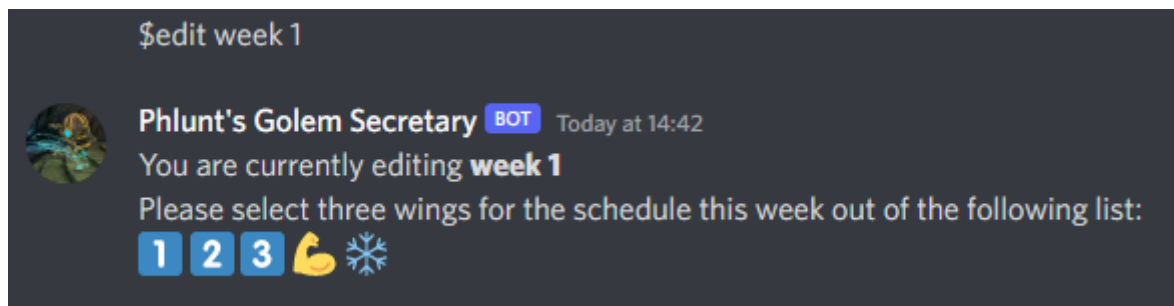 $edit week 1
Phlunt's Golem Secretary BOT Today at 14:42
You are currently editing week 1
Please select three wings for the schedule this week out of the following list:
1️⃣ 2️⃣ 3️⃣ 💪 ❄️